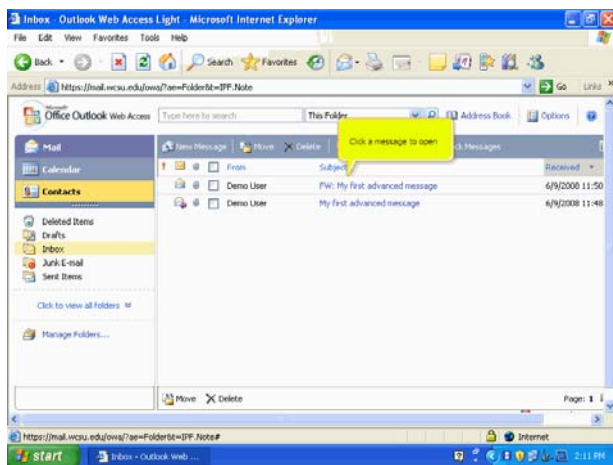 Inbox - Outlook Web Access Light - Microsoft Internet Explorer
File Edit View Favorites Tools Help
Back Search Favorites
Address https://mail.wcsu.edu/owa/?ae=Folder&t=IPF.Note Go Links
Microsoft
Office Outlook Web Access Type here to search This Folder Address Book Options
Mail New Message Move Delete ck Messages
Click a message to open
Calendar From Subject Received
Contacts Demo User FW: My first advanced message 6/9/2008 11:50
Demo User My first advanced message 6/9/2008 11:48
Deleted Items
Drafts
Inbox
Junk E-mail
Sent Items
Click to view all folders
Manage Folders...
Move Delete Page: 1
https://mail.wcsu.edu/owa/?ae=Folder&t=IPF.Note# Internet
start Inbox - Outlook Web ... 2:11 PM